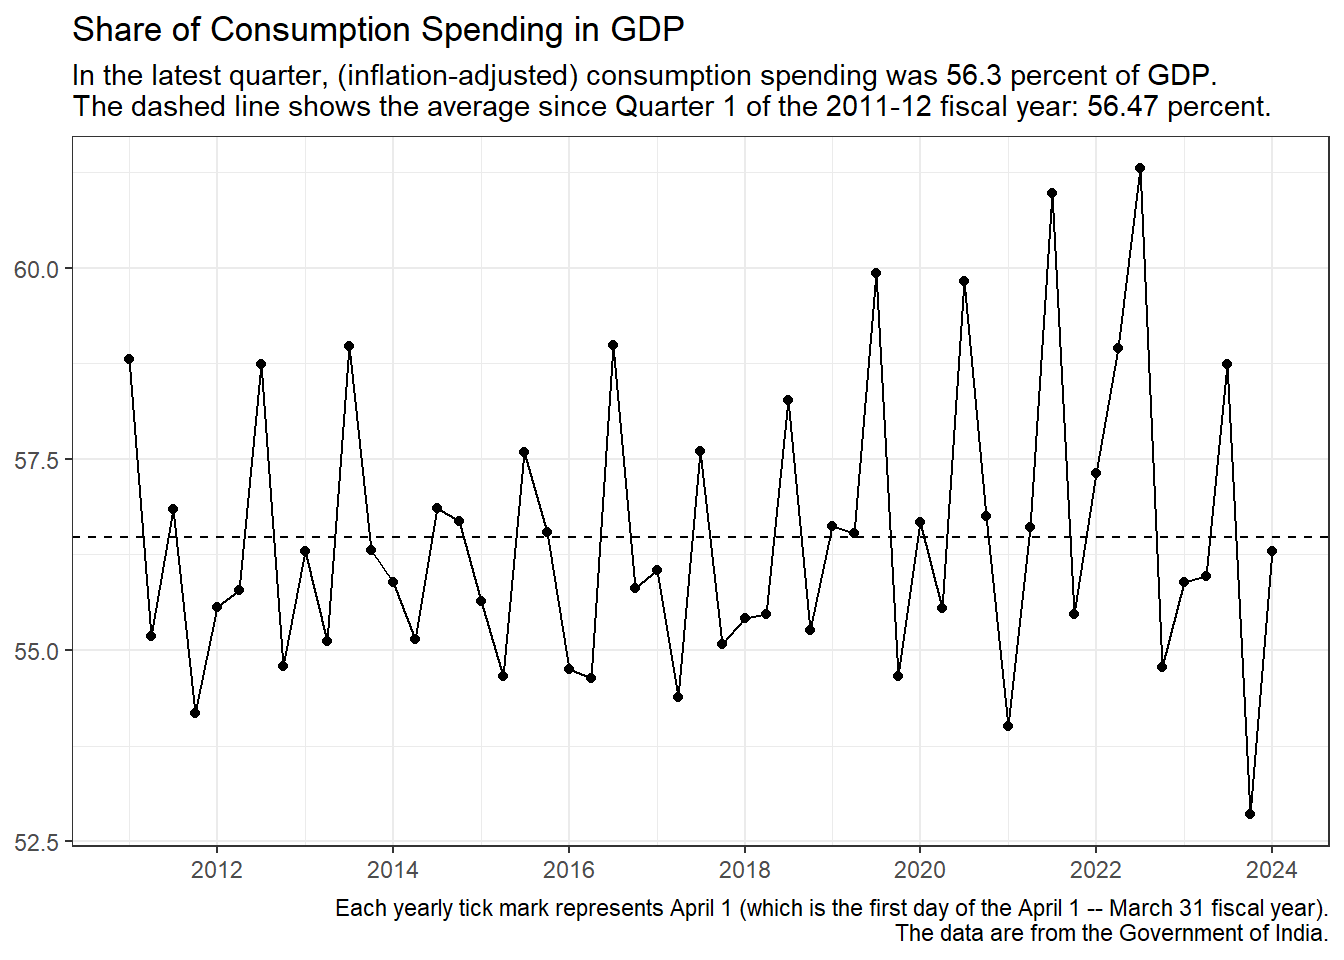 Share of Consumption Spending in GDP
In the latest quarter, (inflation-adjusted) consumption spending was 56.3 percent of GDP.
The dashed line shows the average since Quarter 1 of the 2011-12 fiscal year: 56.47 percent.
60.0
57.5
55.0
52.5
2012 2014 2016 2018 2020 2022 2024
Each yearly tick mark represents April 1 (which is the first day of the April 1 -- March 31 fiscal year).
The data are from the Government of India.